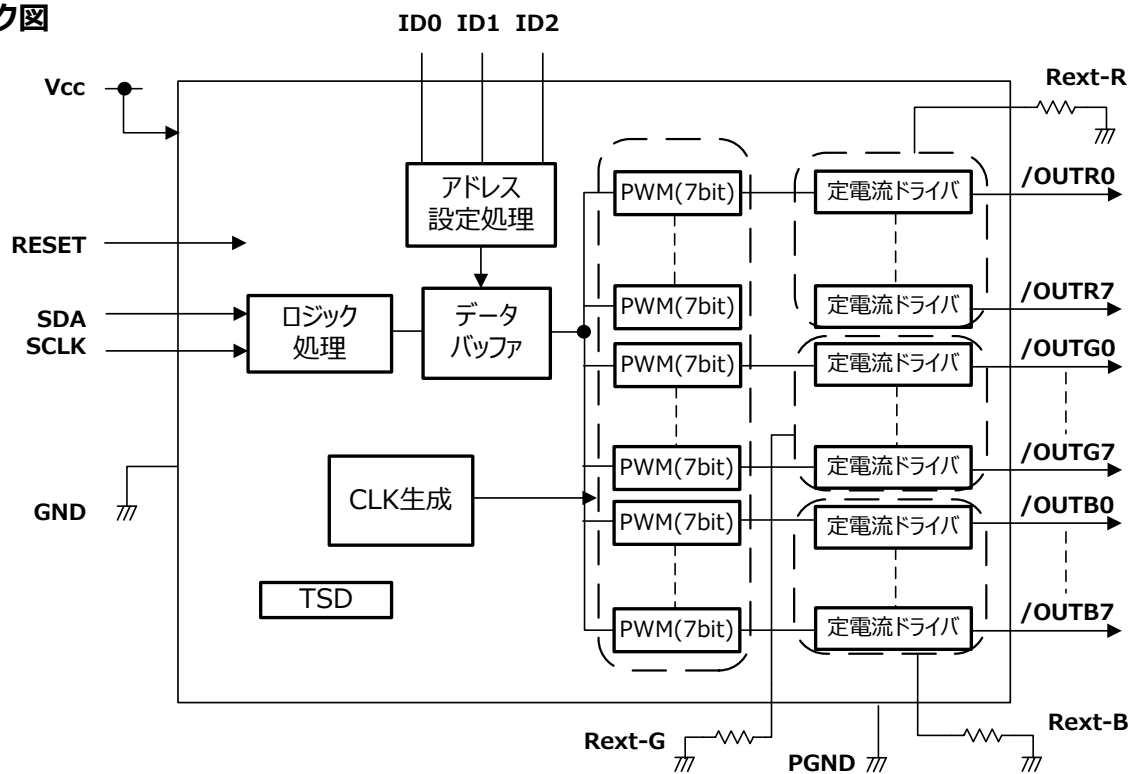 ク図
ID0 ID1 ID2
Vcc
Rext-R
アドレス
設定処理
PWM(7bit)
定電流ドライバ
/OUTR0
RESET
SDA
SCLK
ロジック
処理
データ
バッファ
PWM(7bit)
定電流ドライバ
/OUTR7
PWM(7bit)
定電流ドライバ
/OUTG0
PWM(7bit)
定電流ドライバ
/OUTG7
GND
CLK生成
PWM(7bit)
定電流ドライバ
/OUTB0
TSD
PWM(7bit)
定電流ドライバ
/OUTB7
Rext-G
PGND
Rext-B